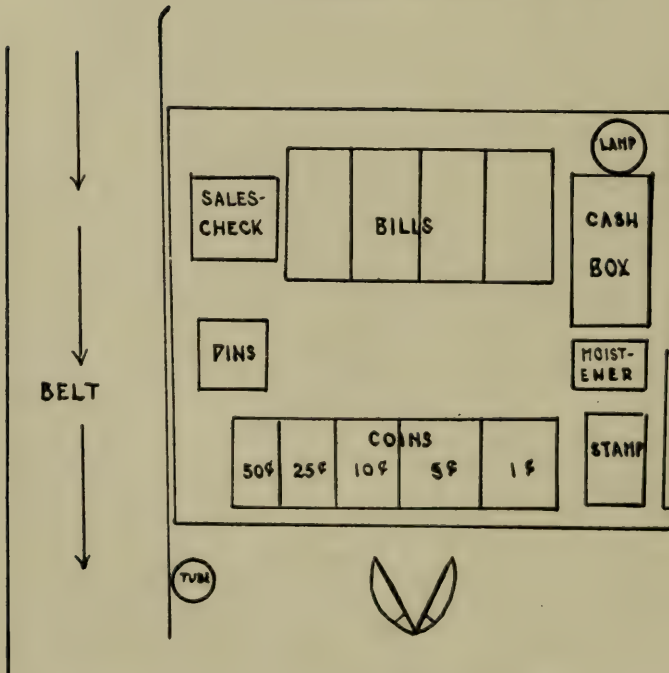 LAMP
SALES-
CHECK
BILLS
CASH
BOX
PINS
MOIST-
ENER
BELT
COINS
50¢ 25¢ 10¢ 5¢ 1¢
STAMP
TUBE